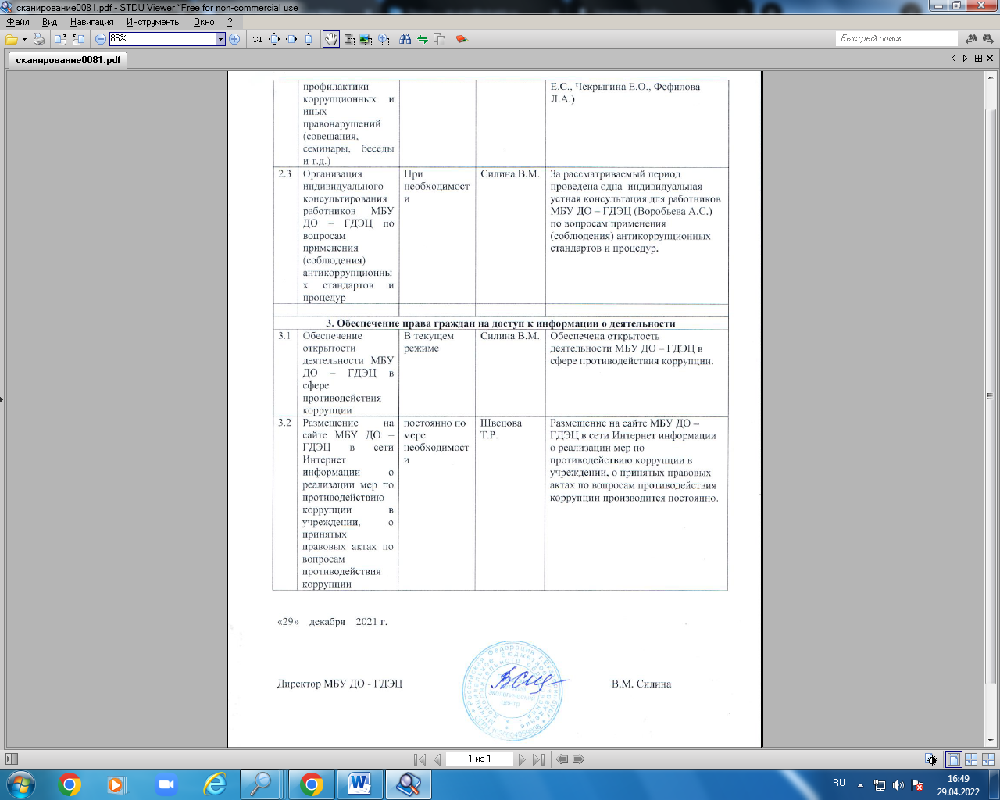 сканирование0081.pdf - STDU Viewer "Free for non-commercial use
Файл Вид Навигация Инструменты Окно ?
86%
1:1
Быстрый поиск...
сканирование0081.pdf
профилактики
коррупционных и
иных
правонарушений
(совещания,
семинары, беседы
и т.д.)
Е.С., Чекрыгина Е.О., Фефилова
Л.А.)
2.3
Организация
индивидуального
консультирования
работников МБУ
ДО – ГДЭЦ по
вопросам
применения
(соблюдения)
антикоррупционны
х стандартов и
процедур
При
необходимост
и
Силина В.М.
За рассматриваемый период
проведена одна индивидуальная
устная консультация для работников
МБУ ДО – ГДЭЦ (Воробьева А.С.)
по вопросам применения
(соблюдения) антикоррупционных
стандартов и процедур.
3. Обеспечение права граждан на доступ к информации о деятельности
3.1
Обеспечение
открытости
деятельности МБУ
ДО – ГДЭЦ в
сфере
противодействия
коррупции
В текущем
режиме
Силина В.М.
Обеспечена открытость
деятельности МБУ ДО – ГДЭЦ в
сфере противодействия коррупции.
3.2
Размещение на
сайте МБУ ДО –
ГДЭЦ в сети
Интернет
информации о
реализации мер по
противодействию
коррупции в
учреждении, о
принятых
правовых актах по
вопросам
противодействия
коррупции
постоянно по
мере
необходимост
и
Швецова
Т.Р.
Размещение на сайте МБУ ДО –
ГДЭЦ в сети Интернет информации
о реализации мер по
противодействию коррупции в
учреждении, о принятых правовых
актах по вопросам противодействия
коррупции производится постоянно.
«29» декабря 2021 г.
Директор МБУ ДО - ГДЭЦ
В.М. Силина
экологический
центр
1 из 1
RU
16:49
29.04.2022